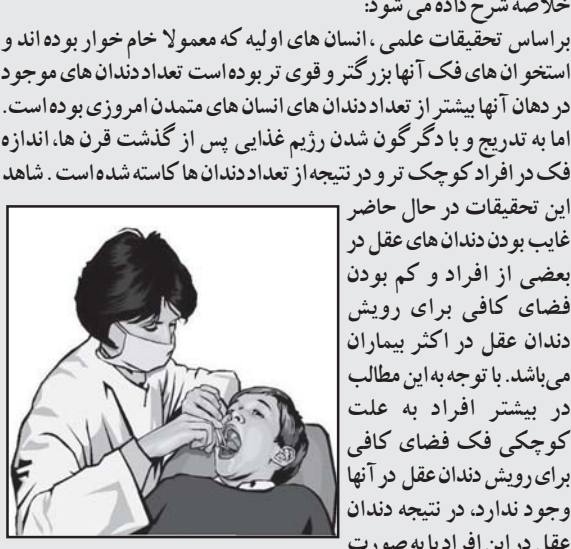 خلاصه شرح داده می شود:
براساس تحقیقات علمی ، انسان های اولیه که معمولا خام خوار بوده اند و
استخو ان های فک آنها بزرگتر و قوی تر بوده است تعداد دندان های موجود
در دهان آنها بیشتر از تعداد دندان های انسان های متمدن امروزی بوده است.
اما به تدریج و با دگرگون شدن رژیم غذایی پس از گذشت قرن ها، اندازه
فک در افراد کوچک تر و در نتیجه از تعداد دندان ها کاسته شده است . شاهد
این تحقیقات در حال حاضر
غایب بودن دندان های عقل در
بعضی از افراد و کم بودن
فضای کافی برای رویش
دندان عقل در اکثر بیماران
می‌باشد. با توجه به این مطالب
در بیشتر افراد به علت
کوچکی فک فضای کافی
برای رویش دندان عقل در آنها
وجود ندارد، در نتیجه دندان
عقل در این افراد یا به صورت